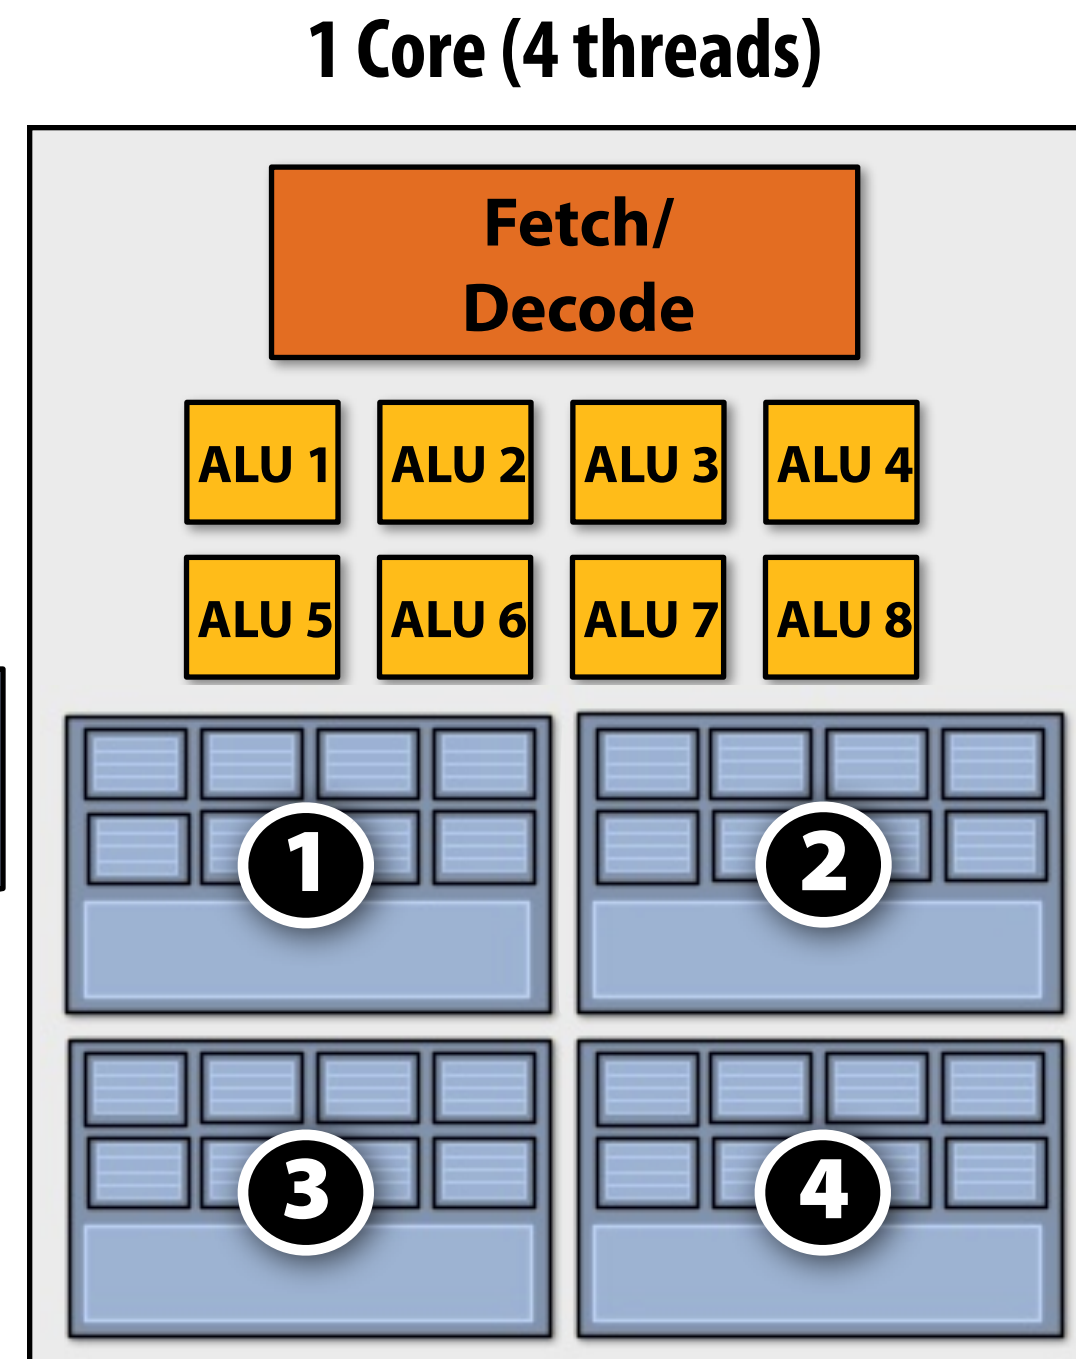 1 Core (4 threads)
Fetch/
Decode
ALU 1 ALU 2 ALU 3 ALU 4
ALU 5 ALU 6 ALU 7 ALU 8
1 2
3 4